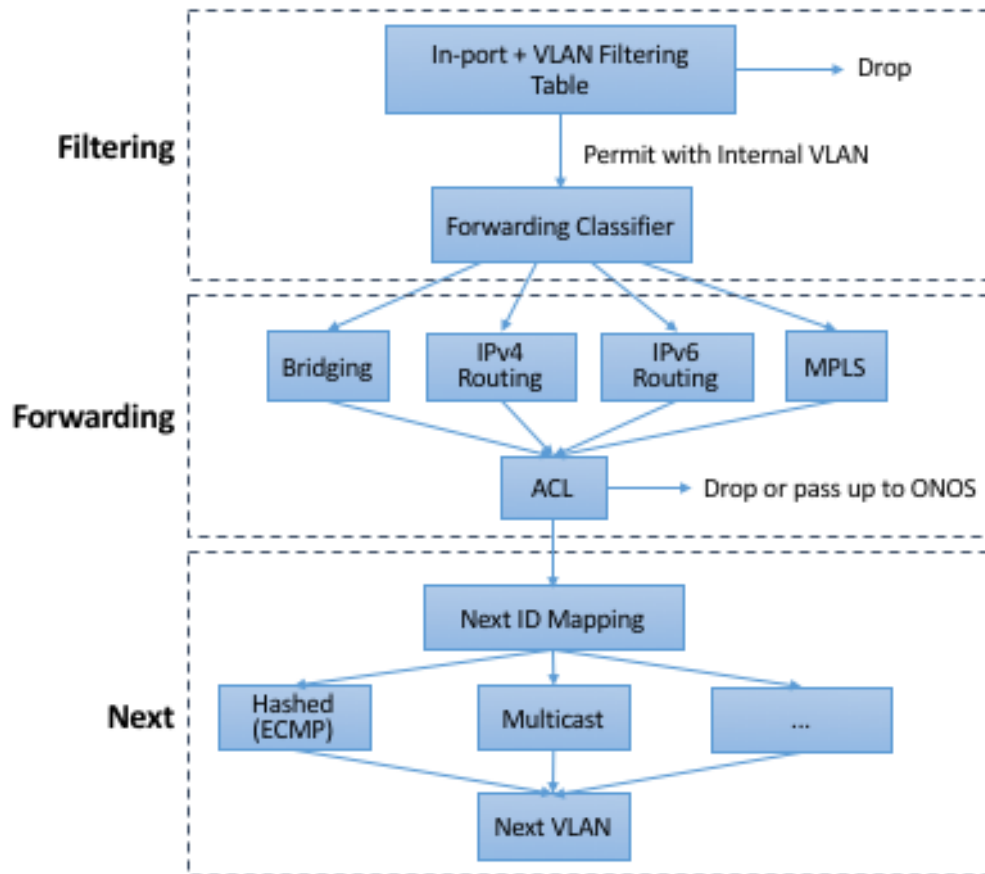 In-port + VLAN Filtering
Table
Drop
Filtering
Permit with Internal VLAN
Forwarding Classifier
Bridging
IPv4
Routing
IPv6
Routing
MPLS
Forwarding
ACL
Drop or pass up to ONOS
Next ID Mapping
Next
Hashed
(ECMP)
Multicast
...
Next VLAN